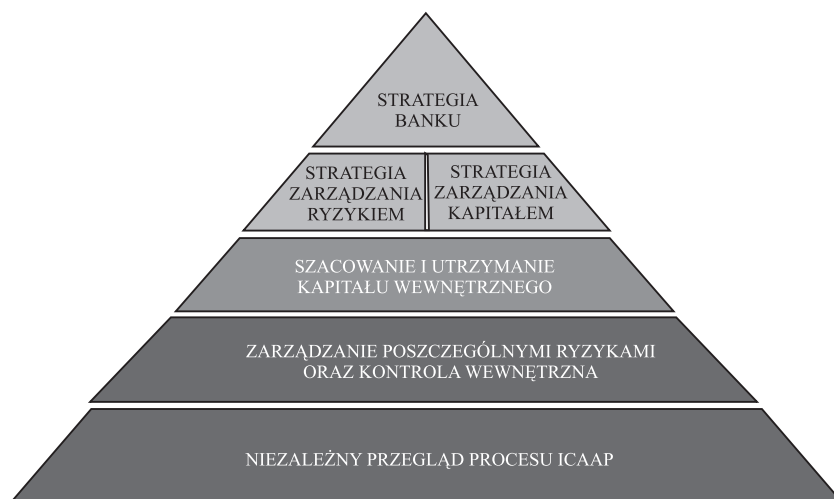 STRATEGIA
BANKU
STRATEGIA
ZARZĄDZANIA
RYZYKIEM
STRATEGIA
ZARZĄDZANIA
KAPITAŁEM
SZACOWANIE I UTRZYMANIE
KAPITAŁU WEWNĘTRZNEGO
ZARZĄDZANIE POSZCZEGÓLNYMI RYZYKAMI
ORAZ KONTROLA WEWNĘTRZNA
NIEZALEŻNY PRZEGLĄD PROCESU ICAAP